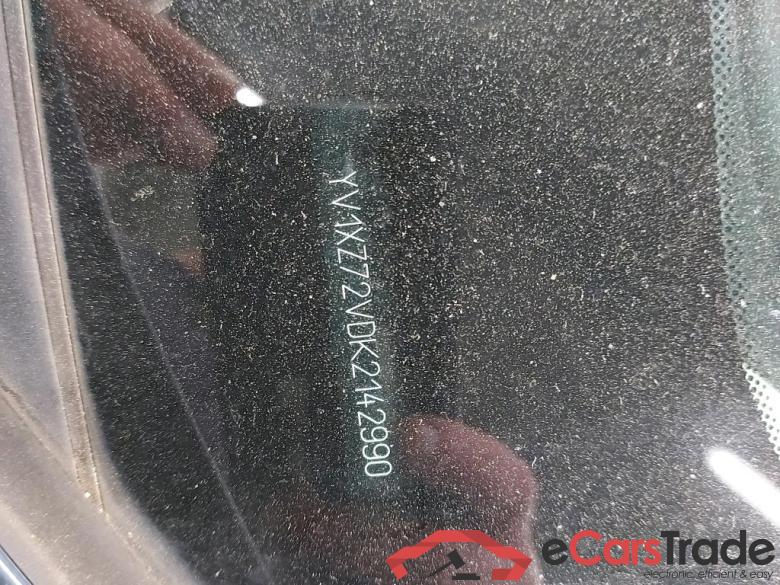 YV1XZ72VDK2142990
eCarsTrade
electronic, efficient & easy